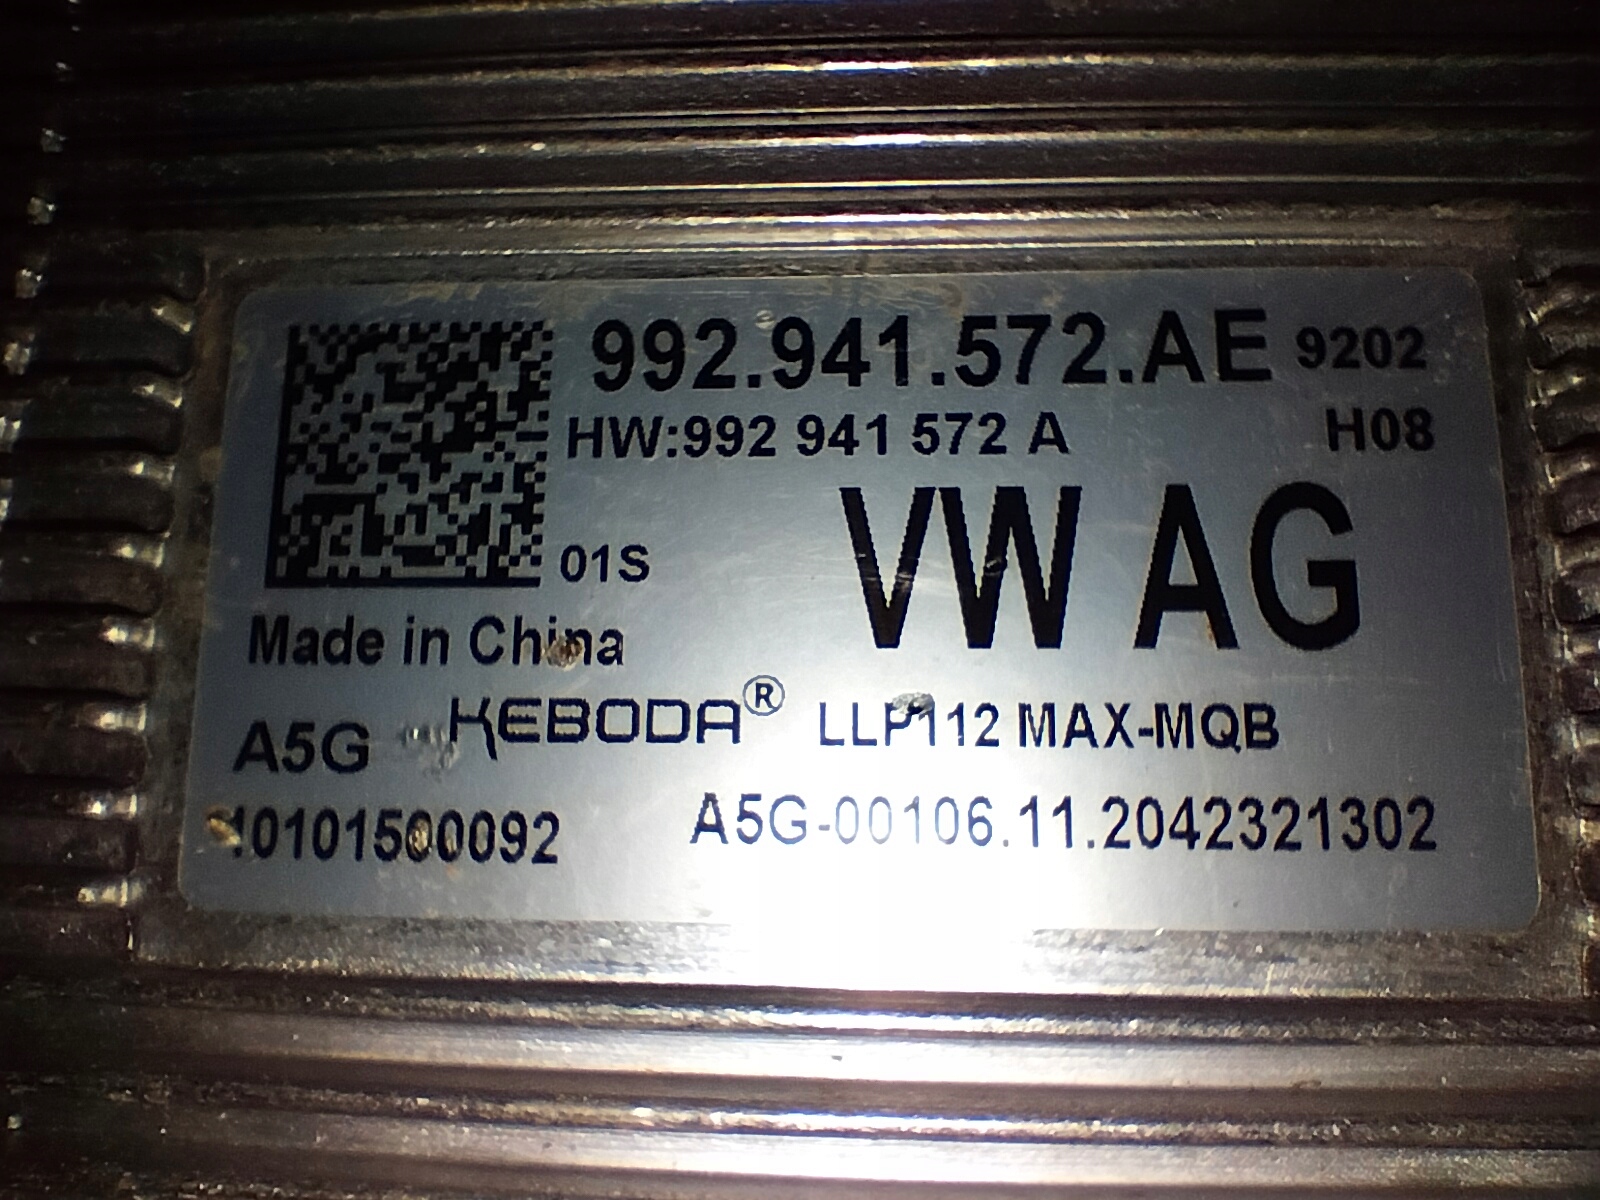 992.941.572.AE 9202
HW:992 941 572 A H08
VW AG
01S
Made in China
A5G KEBODA® LLP112 MAX-MQB
10101500092 A5G-00106.11.2042321302